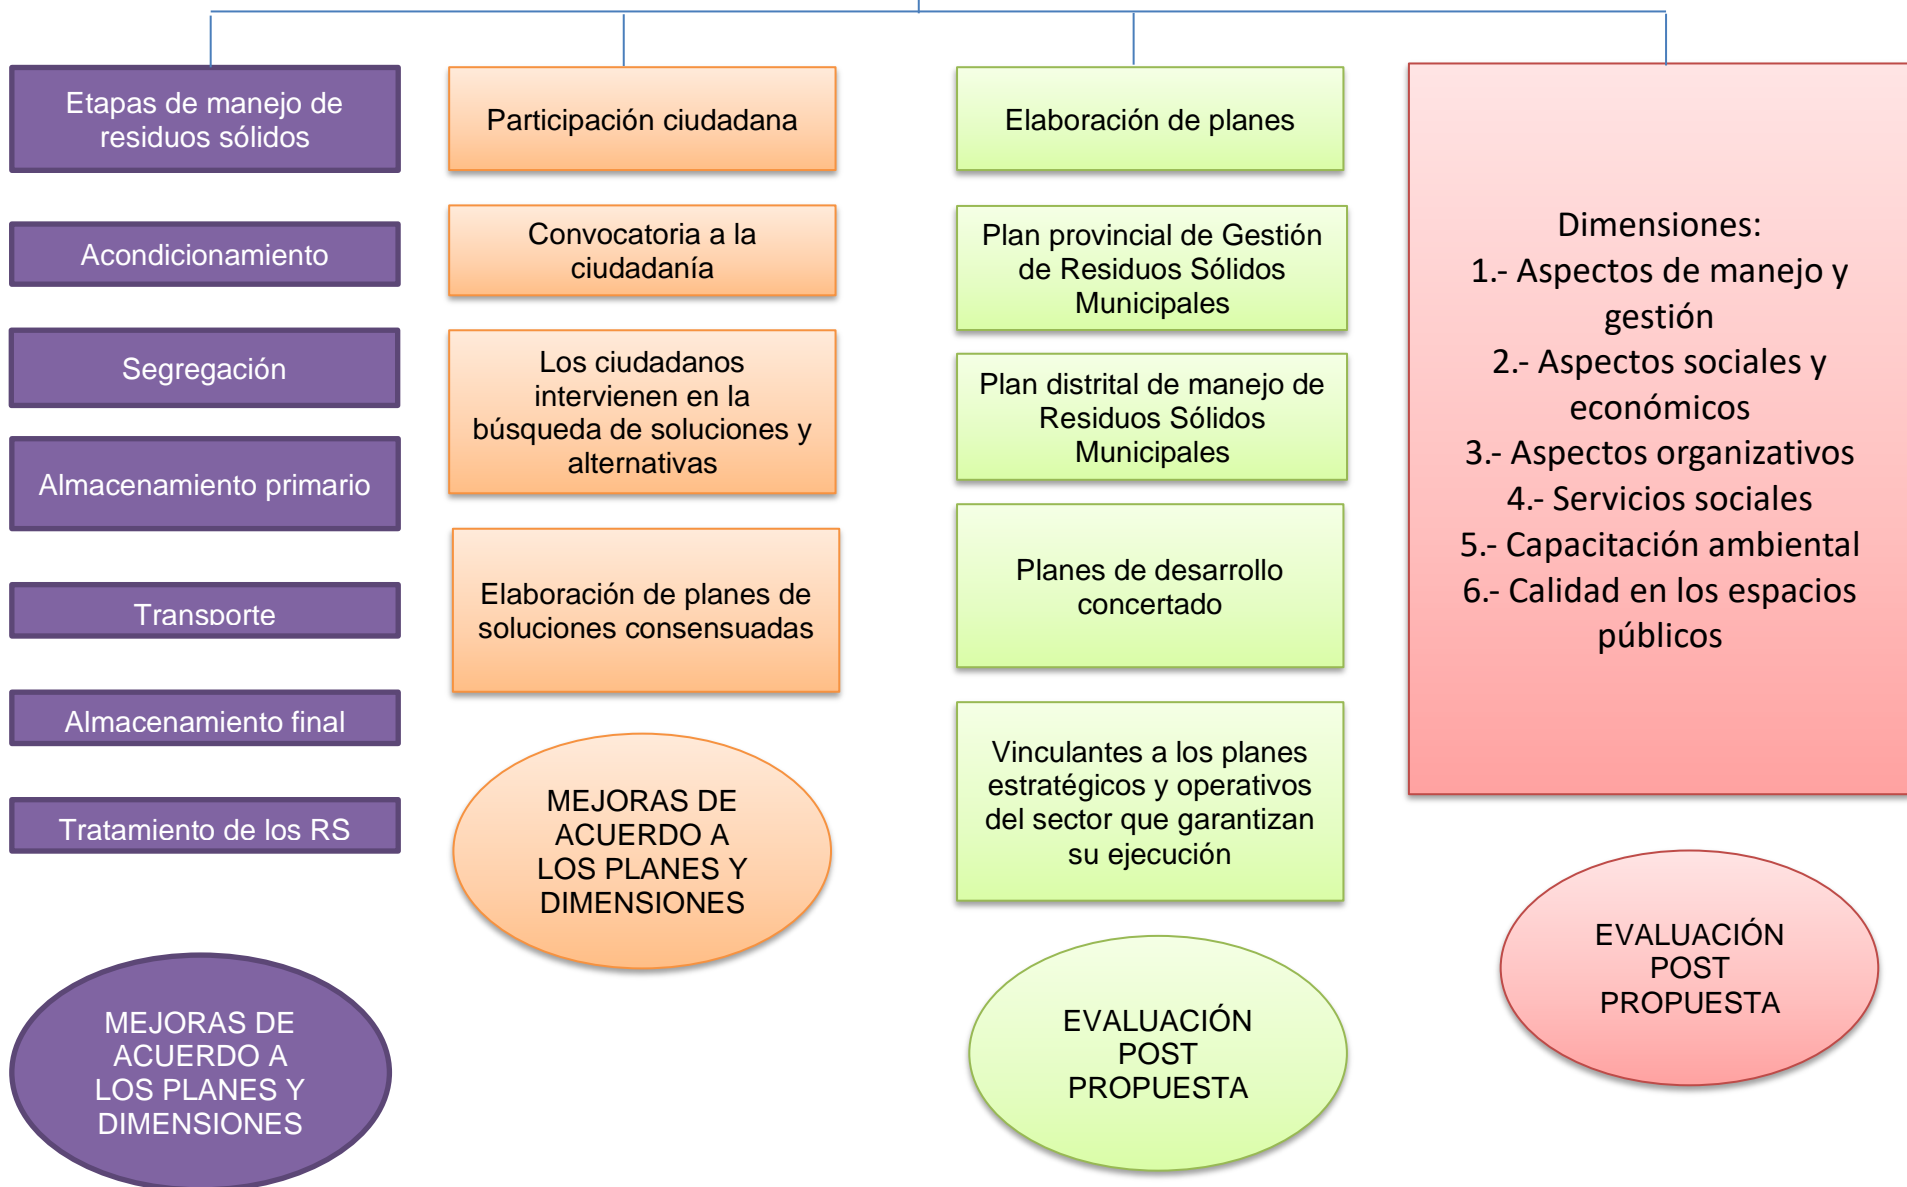 Etapas de manejo de
residuos sólidos
Acondicionamiento
Segregación
Almacenamiento primario
Transporte
Almacenamiento final
Tratamiento de los RS
MEJORAS DE
ACUERDO A
LOS PLANES Y
DIMENSIONES
Participación ciudadana
Convocatoria a la
ciudadanía
Los ciudadanos
intervienen en la
búsqueda de soluciones y
alternativas
Elaboración de planes de
soluciones consensuadas
MEJORAS DE
ACUERDO A
LOS PLANES Y
DIMENSIONES
Elaboración de planes
Plan provincial de Gestión
de Residuos Sólidos
Municipales
Plan distrital de manejo de
Residuos Sólidos
Municipales
Planes de desarrollo
concertado
Vinculantes a los planes
estratégicos y operativos
del sector que garantizan
su ejecución
EVALUACIÓN
POST
PROPUESTA
Dimensiones:
1.- Aspectos de manejo y
gestión
2.- Aspectos sociales y
económicos
3.- Aspectos organizativos
4.- Servicios sociales
5.- Capacitación ambiental
6.- Calidad en los espacios
públicos
EVALUACIÓN
POST
PROPUESTA